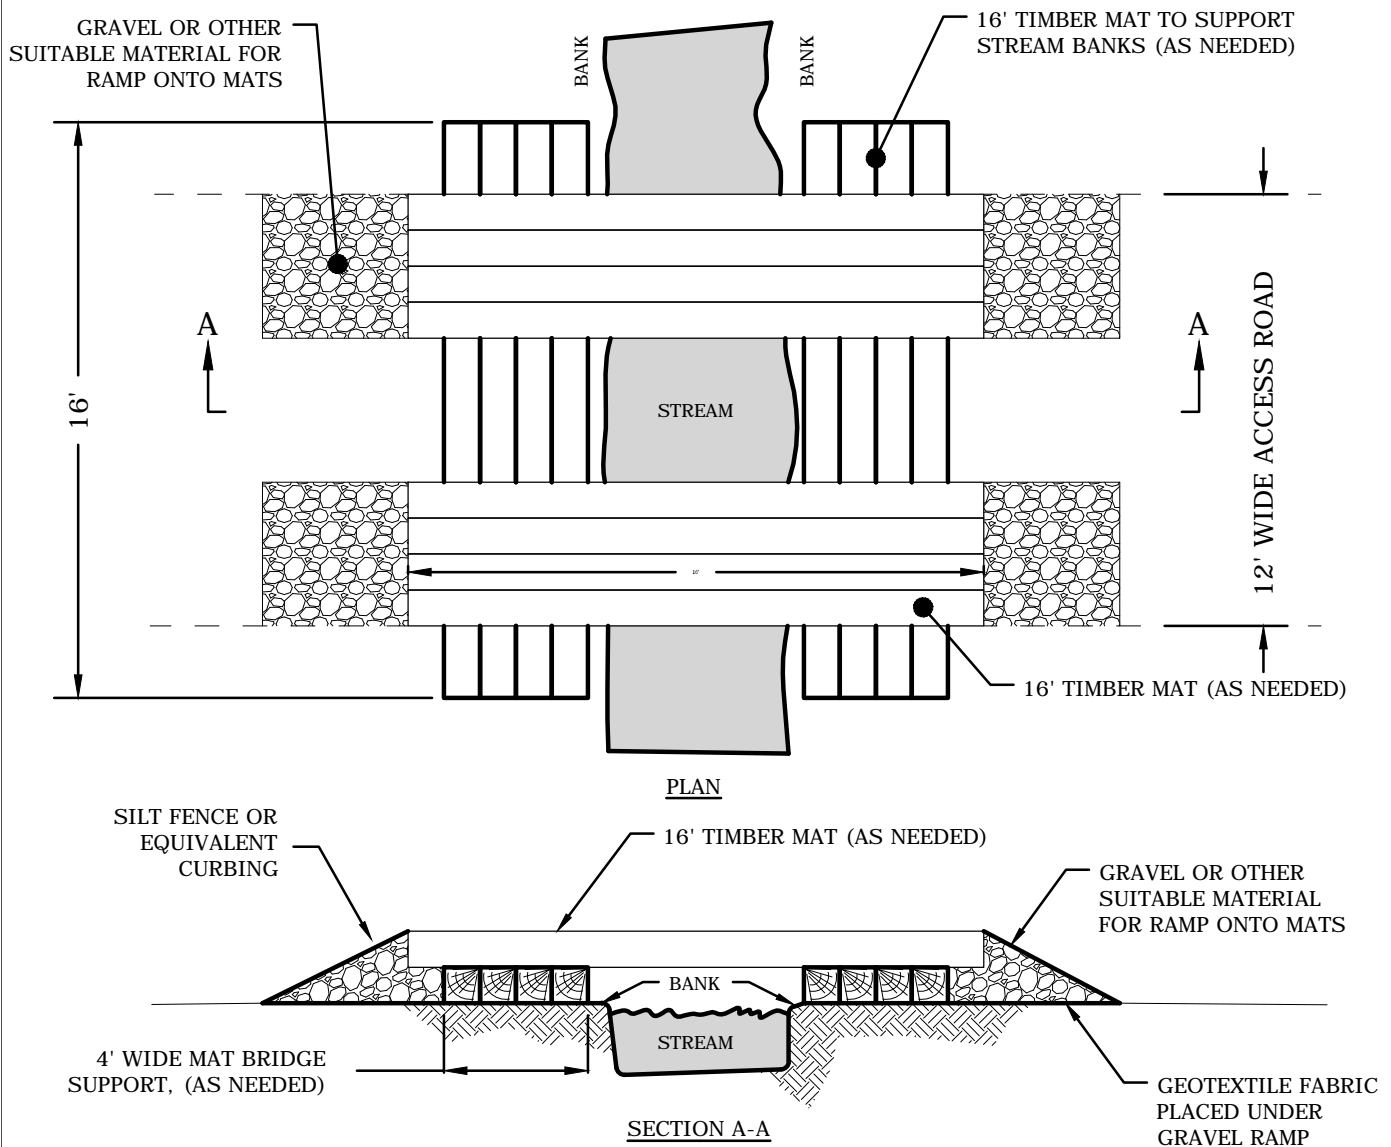 GRAVEL OR OTHER
SUITABLE MATERIAL FOR
RAMP ONTO MATS
BANK
BANK
16' TIMBER MAT TO SUPPORT
STREAM BANKS (AS NEEDED)
A
A
16'
STREAM
12' WIDE ACCESS ROAD
16'
16' TIMBER MAT (AS NEEDED)
PLAN
SILT FENCE OR
EQUIVALENT
CURBING
16' TIMBER MAT (AS NEEDED)
GRAVEL OR OTHER
SUITABLE MATERIAL
FOR RAMP ONTO MATS
BANK
STREAM
4' WIDE MAT BRIDGE
SUPPORT, (AS NEEDED)
GEOTEXTILE FABRIC
PLACED UNDER
GRAVEL RAMP
SECTION A-A